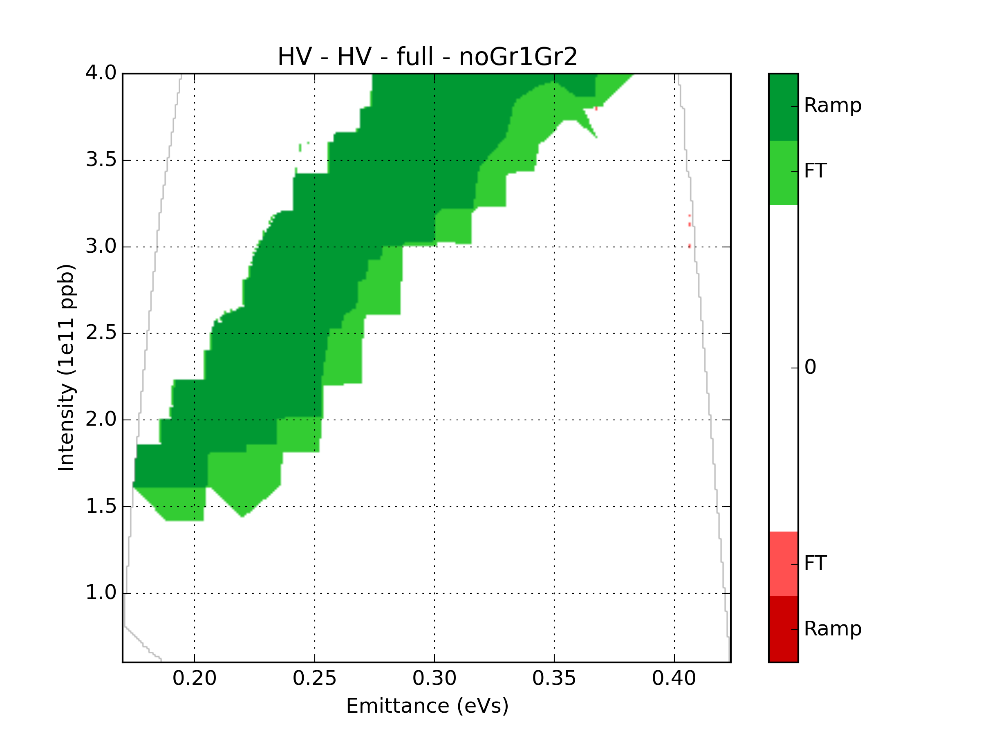 HV - HV - full - noGr1Gr2
4.0
3.5
3.0
2.5
2.0
1.5
1.0
Intensity (1e11 ppb)
0.20 0.25 0.30 0.35 0.40
Emittance (eVs)
Ramp
FT
0
FT
Ramp